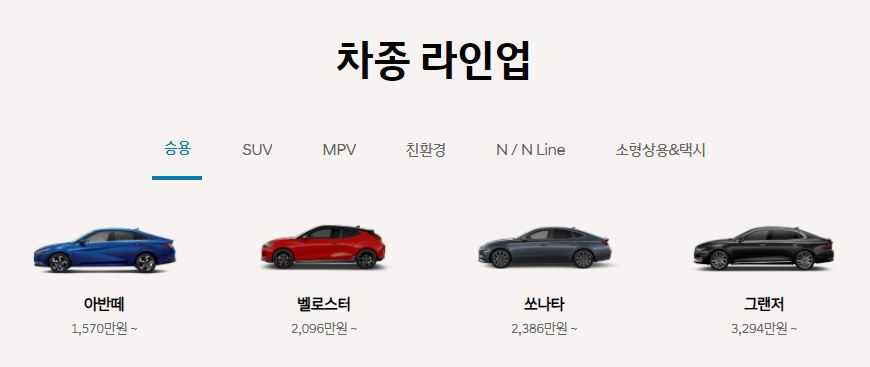 차종 라인업
승용 SUV MPV 친환경 N / N Line 소형상용&택시
아반떼 벨로스터 쏘나타 그랜저
1,570만원 ~ 2,096만원 ~ 2,386만원 ~ 3,294만원 ~